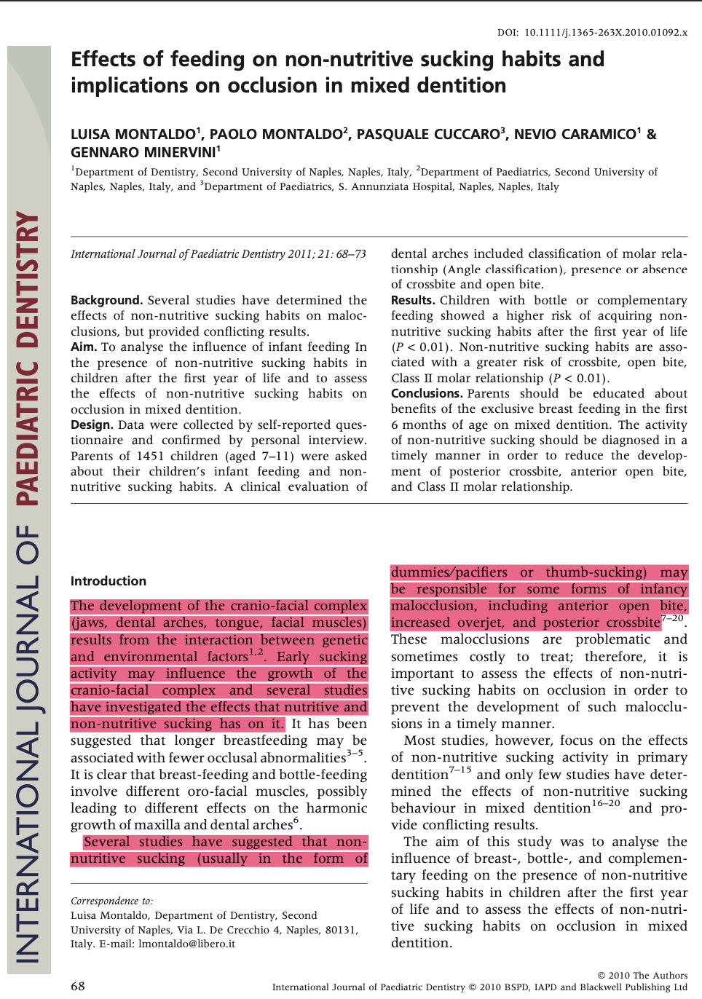 DOI: 10.1111/j.1365-263X.2010.01092.x
Effects of feeding on non-nutritive sucking habits and
implications on occlusion in mixed dentition
LUISA MONTALDO1, PAOLO MONTALDO2, PASQUALE CUCCARO3, NEVIO CARAMICO1 &
GENNARO MINERVINI1
1Department of Dentistry, Second University of Naples, Naples, Italy, 2Department of Paediatrics, Second University of
Naples, Naples, Italy, and 3Department of Paediatrics, S. Annunziata Hospital, Naples, Naples, Italy
INTERNATIONAL JOURNAL OF PAEDIATRIC DENTISTRY
International Journal of Paediatric Dentistry 2011; 21: 68–73
Background. Several studies have determined the
effects of non-nutritive sucking habits on maloc-
clusions, but provided conflicting results.
Aim. To analyse the influence of infant feeding In
the presence of non-nutritive sucking habits in
children after the first year of life and to assess
the effects of non-nutritive sucking habits on
occlusion in mixed dentition.
Design. Data were collected by self-reported ques-
tionnaire and confirmed by personal interview.
Parents of 1451 children (aged 7–11) were asked
about their children's infant feeding and non-
nutritive sucking habits. A clinical evaluation of
dental arches included classification of molar rela-
tionship (Angle classification), presence or absence
of crossbite and open bite.
Results. Children with bottle or complementary
feeding showed a higher risk of acquiring non-
nutritive sucking habits after the first year of life
(P < 0.01). Non-nutritive sucking habits are asso-
ciated with a greater risk of crossbite, open bite,
Class II molar relationship (P < 0.01).
Conclusions. Parents should be educated about
benefits of the exclusive breast feeding in the first
6 months of age on mixed dentition. The activity
of non-nutritive sucking should be diagnosed in a
timely manner in order to reduce the develop-
ment of posterior crossbite, anterior open bite,
and Class II molar relationship.
Introduction
The development of the cranio-facial complex
(jaws, dental arches, tongue, facial muscles)
results from the interaction between genetic
and environmental factors1,2. Early sucking
activity may influence the growth of the
cranio-facial complex and several studies
have investigated the effects that nutritive and
non-nutritive sucking has on it. It has been
suggested that longer breastfeeding may be
associated with fewer occlusal abnormalities3–5.
It is clear that breast-feeding and bottle-feeding
involve different oro-facial muscles, possibly
leading to different effects on the harmonic
growth of maxilla and dental arches6.
Several studies have suggested that non-
nutritive sucking (usually in the form of
Correspondence to:
Luisa Montaldo, Department of Dentistry, Second
University of Naples, Via L. De Crecchio 4, Naples, 80131,
Italy. E-mail: lmontaldo@libero.it
dummies/pacifiers or thumb-sucking) may
be responsible for some forms of infancy
malocclusion, including anterior open bite,
increased overjet, and posterior crossbite7–20.
These malocclusions are problematic and
sometimes costly to treat; therefore, it is
important to assess the effects of non-nutri-
tive sucking habits on occlusion in order to
prevent the development of such malocclu-
sions in a timely manner.
Most studies, however, focus on the effects
of non-nutritive sucking activity in primary
dentition7–15 and only few studies have deter-
mined the effects of non-nutritive sucking
behaviour in mixed dentition16–20 and pro-
vide conflicting results.
The aim of this study was to analyse the
influence of breast-, bottle-, and complemen-
tary feeding on the presence of non-nutritive
sucking habits in children after the first year
of life and to assess the effects of non-nutri-
tive sucking habits on occlusion in mixed
dentition.
© 2010 The Authors
68
International Journal of Paediatric Dentistry © 2010 BSPD, IAPD and Blackwell Publishing Ltd